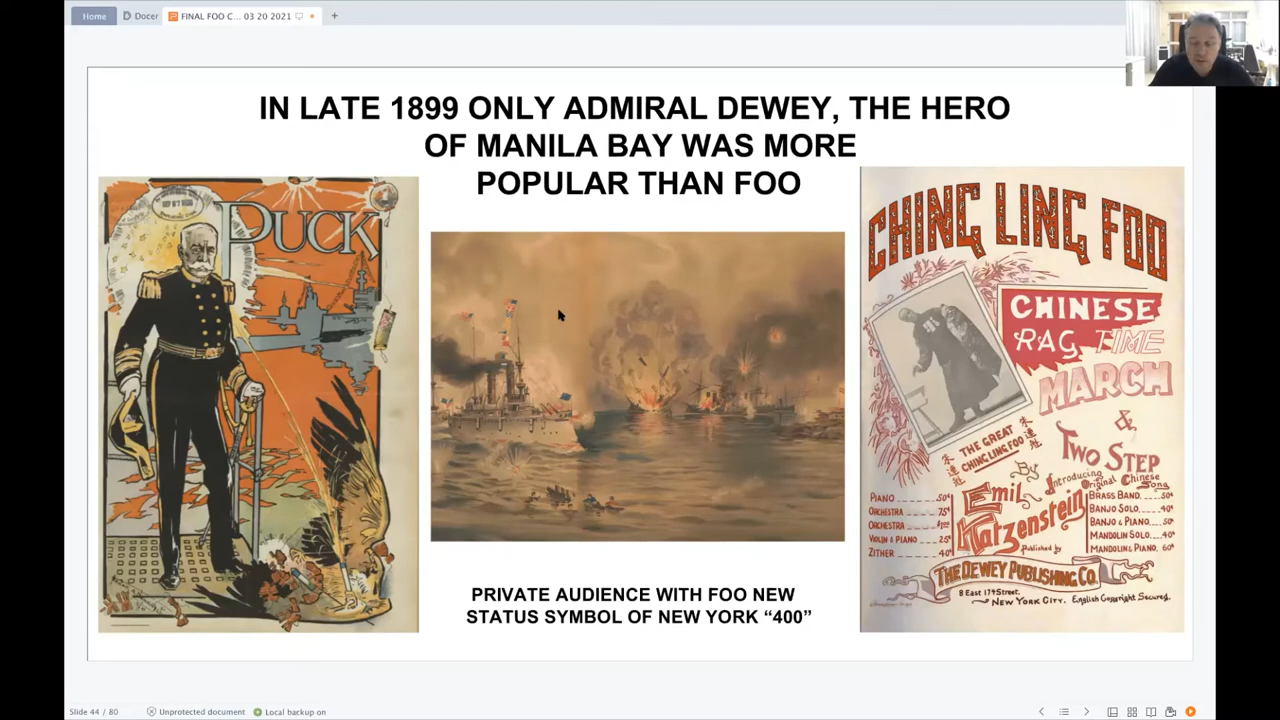 Home
Docer
FINAL FOO C... 03 20 2021
IN LATE 1899 ONLY ADMIRAL DEWEY, THE HERO
OF MANILA BAY WAS MORE
POPULAR THAN FOO
PUCK
CHING LING FOO
CHINESE
RAG TIME
MARCH
&
TWO STEP
THE GREAT
CHING LING FOO
By
Emil
Katzenstein
Introducing
Original Chinese
Song
PIANO 50¢
ORCHESTRA 75¢
ORCHESTRA $1.00
VIOLIN & PIANO 25¢
ZITHER 40¢
BRASS BAND 50¢
BANJO SOLO 40¢
BANJO & PIANO 50¢
MANDOLIN SOLO 40¢
MANDOLIN & PIANO 60¢
Published by
THE DEWEY PUBLISHING CO.
8 East 17th Street.
NEW YORK CITY. English Copyright Secured.
PRIVATE AUDIENCE WITH FOO NEW
STATUS SYMBOL OF NEW YORK “400”
Slide 44 / 80
Unprotected document
Local backup on